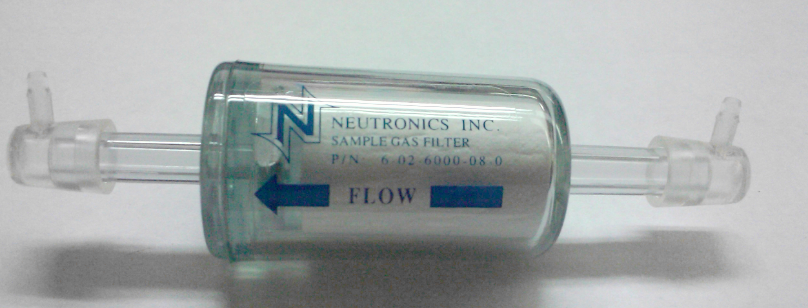 NEUTRONICS INC.
SAMPLE GAS FILTER
P/N 6-02-6000-08-0
FLOW